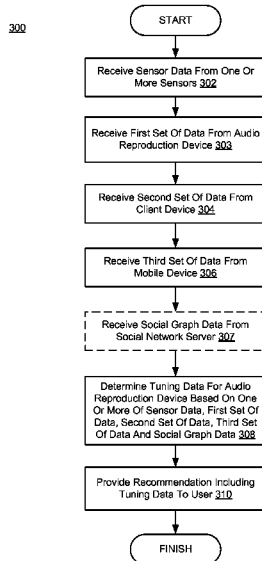 300
START
Receive Sensor Data From One Or
More Sensors 302
Receive First Set Of Data From Audio
Reproduction Device 303
Receive Second Set Of Data From
Client Device 304
Receive Third Set Of Data From
Mobile Device 306
Receive Social Graph Data From
Social Network Server 307
Determine Tuning Data For Audio
Reproduction Device Based On One
Or More Of Sensor Data, First Set Of
Data, Second Set Of Data, Third Set
Of Data And Social Graph Data 308
Provide Recommendation Including
Tuning Data To User 310
FINISH